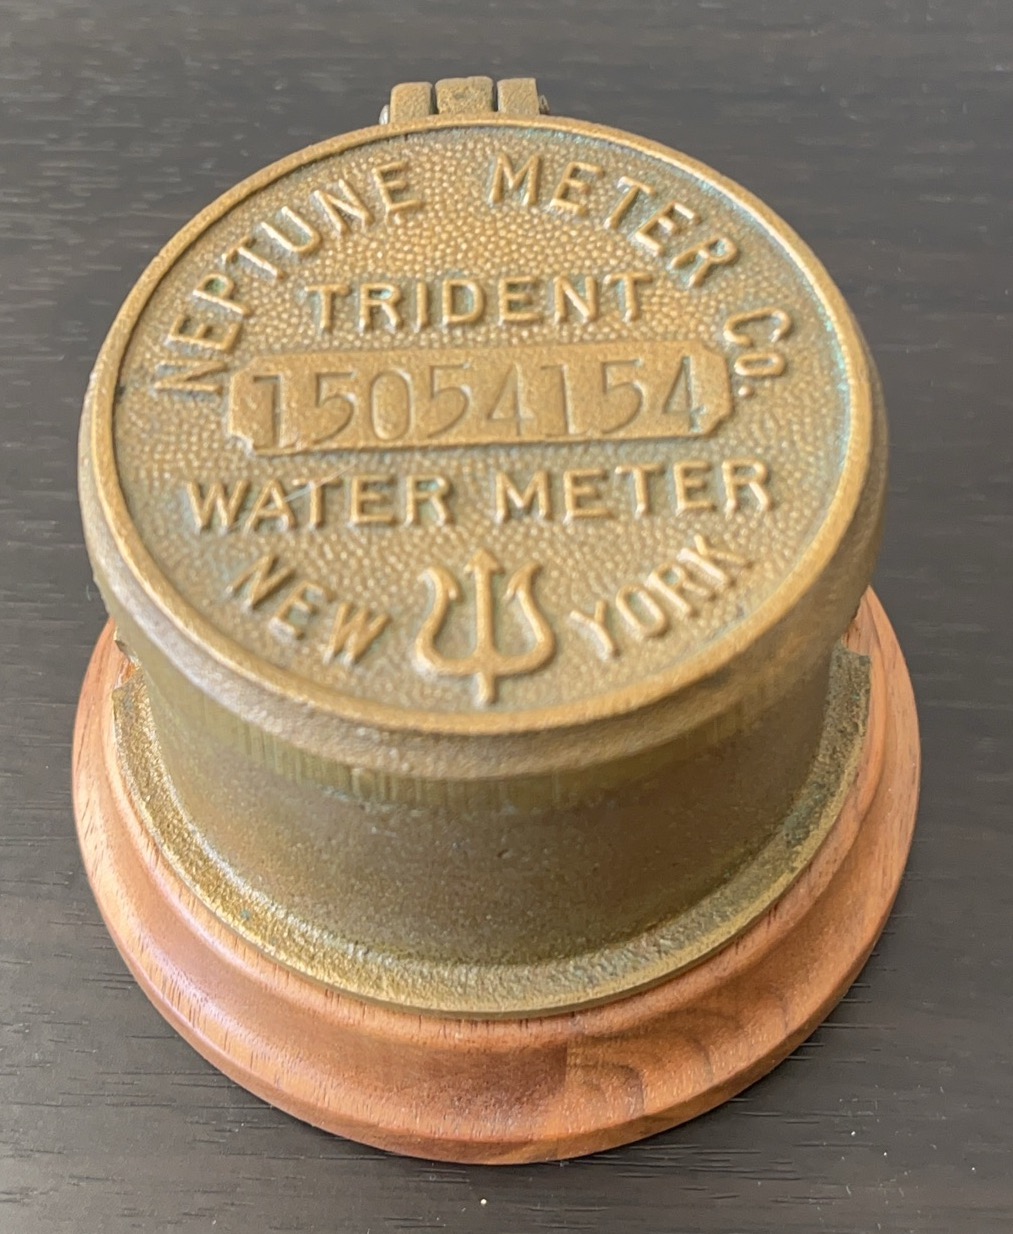 NEPTUNE METER Co.
TRIDENT
15054154
WATER METER
NEW YORK